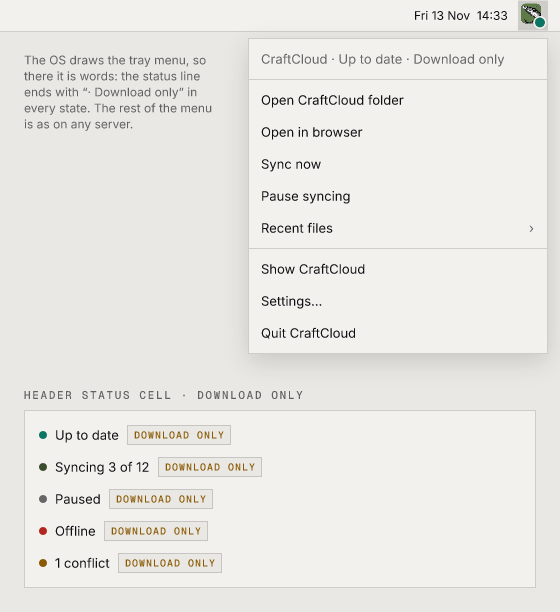 Fri 13 Nov 14:33
The OS draws the tray menu, so
there it is words: the status line
ends with “· Download only” in
every state. The rest of the menu
is as on any server.
CraftCloud · Up to date · Download only
Open CraftCloud folder
Open in browser
Sync now
Pause syncing
Recent files ›
Show CraftCloud
Settings...
Quit CraftCloud
HEADER STATUS CELL · DOWNLOAD ONLY
Up to date DOWNLOAD ONLY
Syncing 3 of 12 DOWNLOAD ONLY
Paused DOWNLOAD ONLY
Offline DOWNLOAD ONLY
1 conflict DOWNLOAD ONLY